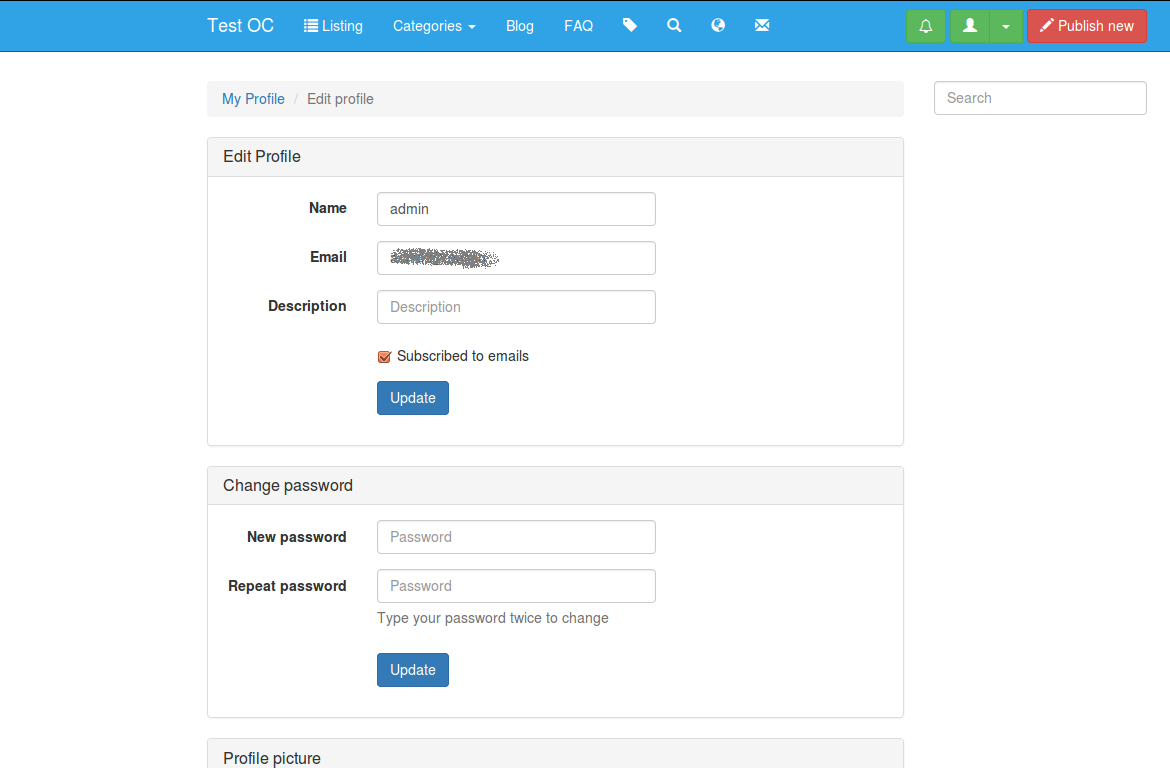 Test OC Listing Categories Blog FAQ Publish new
My Profile / Edit profile
Search
Edit Profile
Name admin
Email
Description Description
Subscribed to emails
Update
Change password
New password Password
Repeat password Password
Type your password twice to change
Update
Profile picture